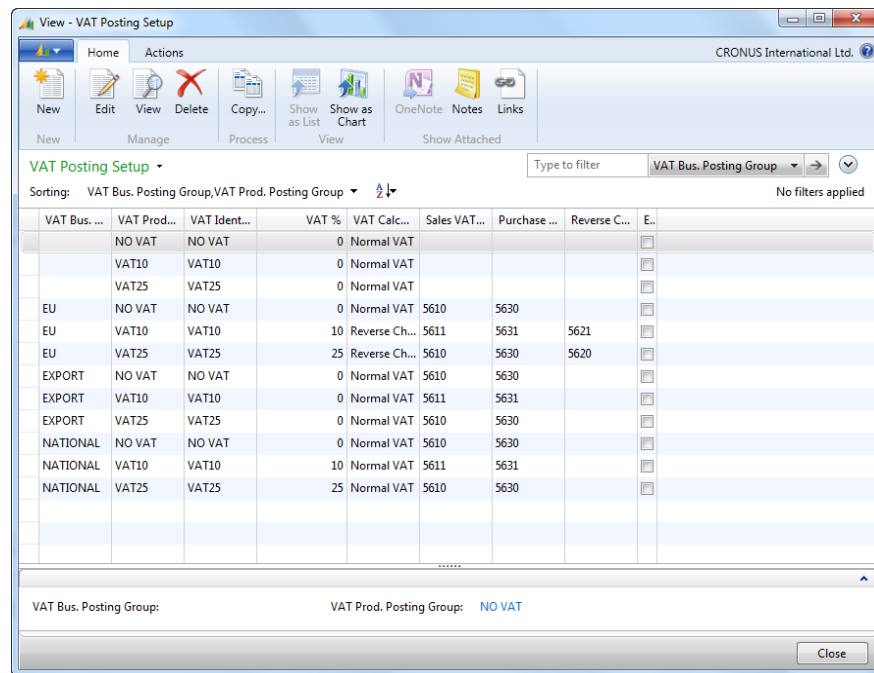 View - VAT Posting Setup
Home Actions CRONUS International Ltd.
New Edit View Delete Copy... Show as List Show as Chart OneNote Notes Links
New Manage Process View Show Attached
VAT Posting Setup Type to filter VAT Bus. Posting Group
Sorting: VAT Bus. Posting Group,VAT Prod. Posting Group No filters applied
VAT Bus. ... VAT Prod... VAT Ident... VAT % VAT Calc... Sales VAT... Purchase ... Reverse C... E..
NO VAT NO VAT 0 Normal VAT
VAT10 VAT10 0 Normal VAT
VAT25 VAT25 0 Normal VAT
EU NO VAT NO VAT 0 Normal VAT 5610 5630
EU VAT10 VAT10 10 Reverse Ch... 5611 5631 5621
EU VAT25 VAT25 25 Reverse Ch... 5610 5630 5620
EXPORT NO VAT NO VAT 0 Normal VAT 5610 5630
EXPORT VAT10 VAT10 0 Normal VAT 5611 5631
EXPORT VAT25 VAT25 0 Normal VAT 5610 5630
NATIONAL NO VAT NO VAT 0 Normal VAT 5610 5630
NATIONAL VAT10 VAT10 10 Normal VAT 5611 5631
NATIONAL VAT25 VAT25 25 Normal VAT 5610 5630
VAT Bus. Posting Group: VAT Prod. Posting Group: NO VAT
Close